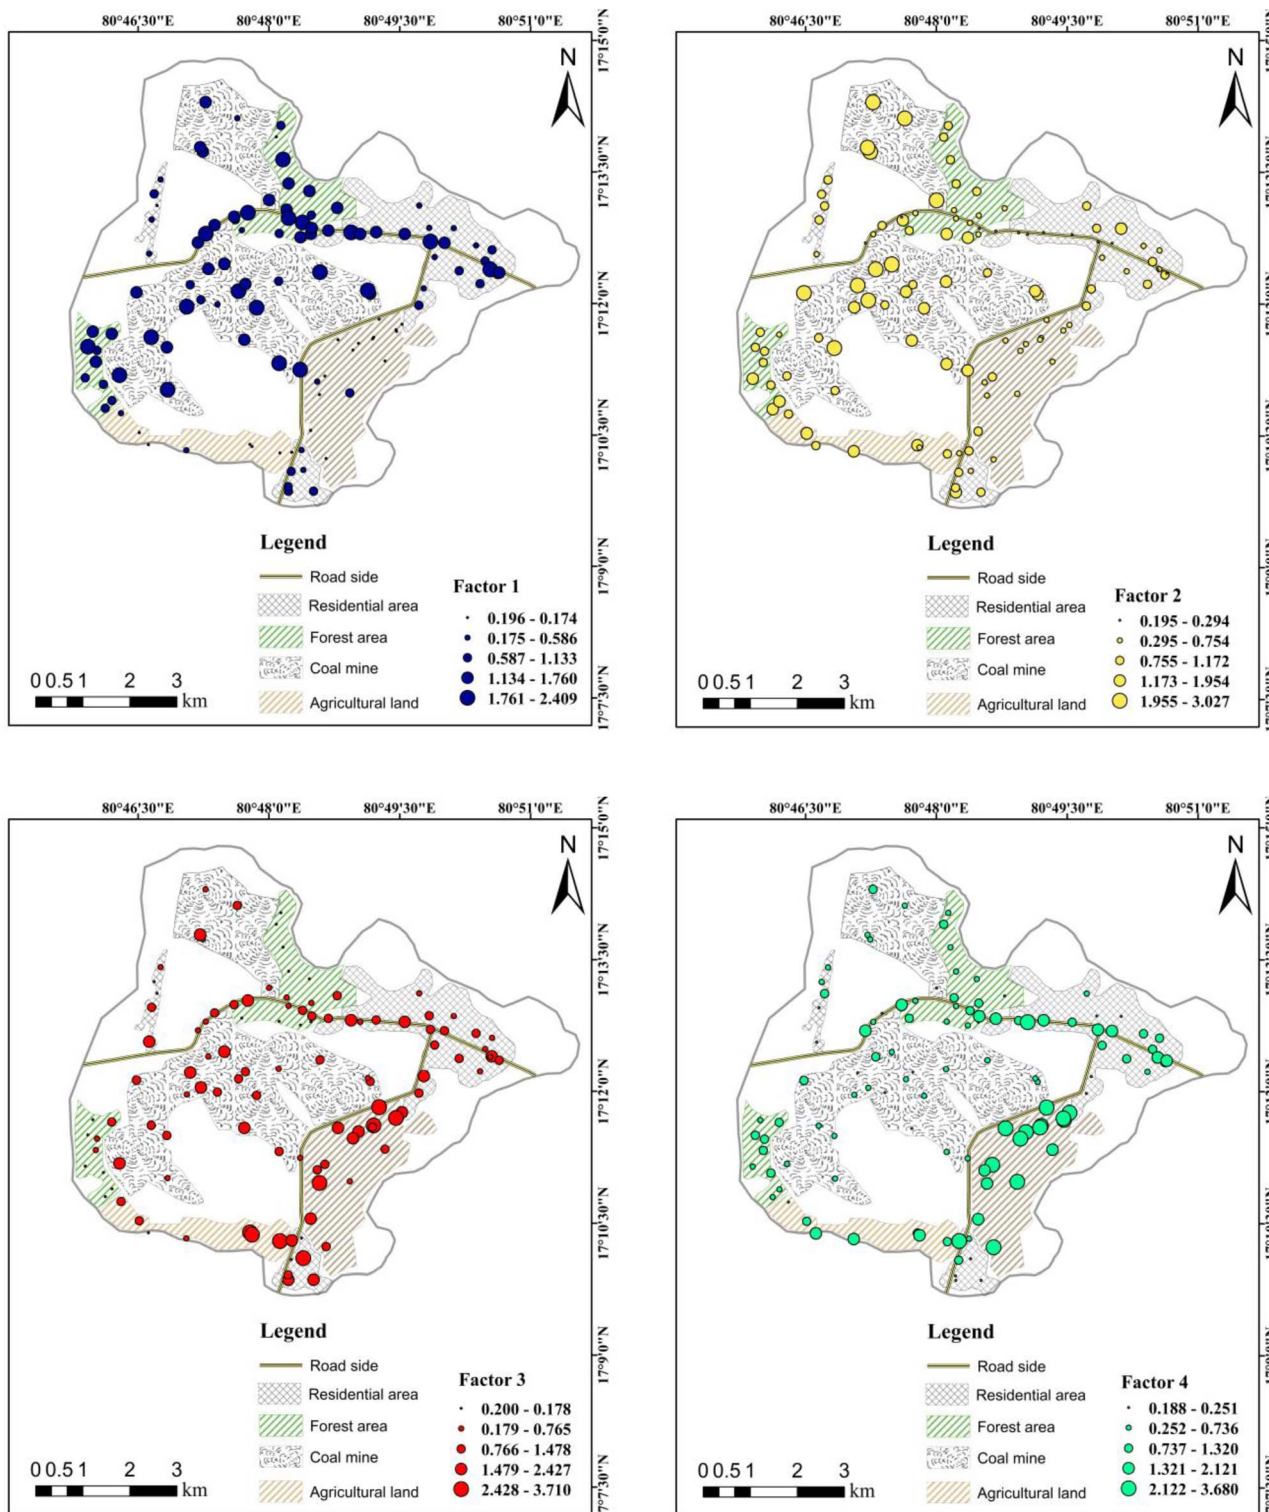 80°46'30"E 80°48'0"E 80°49'30"E 80°51'0"E
17°15'0"N
N
17°13'30"N
17°12'0"N
17°10'30"N
17°9'0"N
17°7'30"N
Legend
Road side
Residential area
Forest area
Coal mine
Agricultural land
Factor 1
0.196 - 0.174
0.175 - 0.586
0.587 - 1.133
1.134 - 1.760
1.761 - 2.409
0 0.5 1 2 3
km
80°46'30"E 80°48'0"E 80°49'30"E 80°51'0"E
N
Legend
Road side
Residential area
Forest area
Coal mine
Agricultural land
Factor 2
0.195 - 0.294
0.295 - 0.754
0.755 - 1.172
1.173 - 1.954
1.955 - 3.027
0 0.5 1 2 3
km
80°46'30"E 80°48'0"E 80°49'30"E 80°51'0"E
17°15'0"N
N
17°13'30"N
17°12'0"N
17°10'30"N
17°9'0"N
17°7'30"N
Legend
Road side
Residential area
Forest area
Coal mine
Agricultural land
Factor 3
0.200 - 0.178
0.179 - 0.765
0.766 - 1.478
1.479 - 2.427
2.428 - 3.710
0 0.5 1 2 3
km
80°46'30"E 80°48'0"E 80°49'30"E 80°51'0"E
N
Legend
Road side
Residential area
Forest area
Coal mine
Agricultural land
Factor 4
0.188 - 0.251
0.252 - 0.736
0.737 - 1.320
1.321 - 2.121
2.122 - 3.680
0 0.5 1 2 3
km